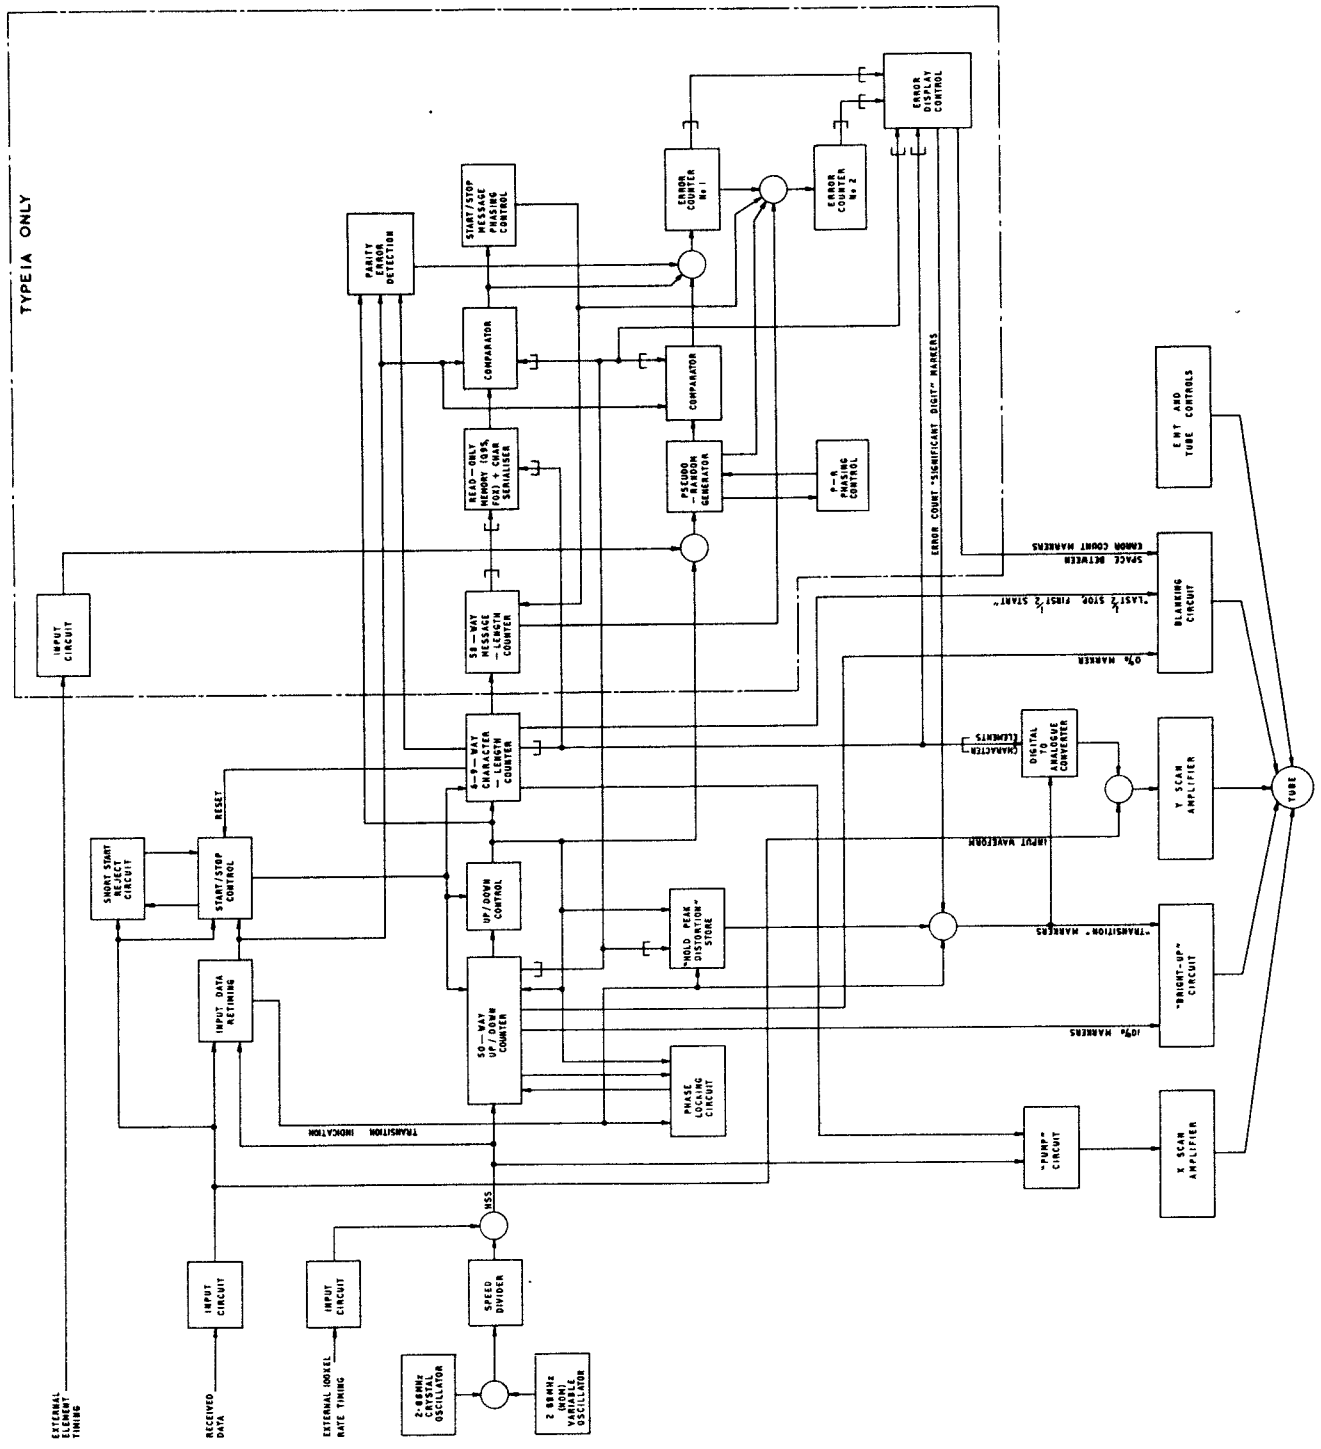 TYPE 1A ONLY
EXTERNAL
ELEMENT
TIMING
INPUT
CIRCUIT
PARITY
ERROR
DETECTION
START/STOP
MESSAGE
PHASING
CONTROL
ERROR
COUNTER
No 1
ERROR
COUNTER
No 2
ERROR
DISPLAY
CONTROL
COMPARATOR
COMPARATOR
READ-ONLY
MEMORY (Q9S,
FOX) + CHAR
SERIALISER
PSEUDO
-RANDOM
GENERATOR
P-R
PHASING
CONTROL
58-WAY
MESSAGE
-LENGTH
COUNTER
ERROR COUNT "SIGNIFICANT DIGIT" MARKERS
SPACE BETWEEN
ERROR COUNT MARKERS
"LAST ½ STOP, FIRST ½ START"
0% MARKER
EMT AND
TUBE CONTROLS
BLANKING
CIRCUIT
RECEIVED
DATA
INPUT
CIRCUIT
INPUT DATA
RETIMING
SHORT START
REJECT
CIRCUIT
START/STOP
CONTROL
RESET
6-9-WAY
CHARACTER
-LENGTH
COUNTER
UP/DOWN
CONTROL
50-WAY
UP/DOWN
COUNTER
"HOLD PEAK
DISTORTION"
STORE
PHASE
LOCKING
CIRCUIT
TRANSITION INDICATION
CHARACTER
ELEMENTS
DIGITAL
TO
ANALOGUE
CONVERTER
INPUT WAVEFORM
Y SCAN
AMPLIFIER
TUBE
"TRANSITION" MARKERS
10% MARKERS
"BRIGHT-UP"
CIRCUIT
EXTERNAL 100XEL
RATE TIMING
INPUT
CIRCUIT
HSS
SPEED
DIVIDER
2·88MHz
CRYSTAL
OSCILLATOR
2 88MHz
(NOM)
VARIABLE
OSCILLATOR
"PUMP"
CIRCUIT
X SCAN
AMPLIFIER